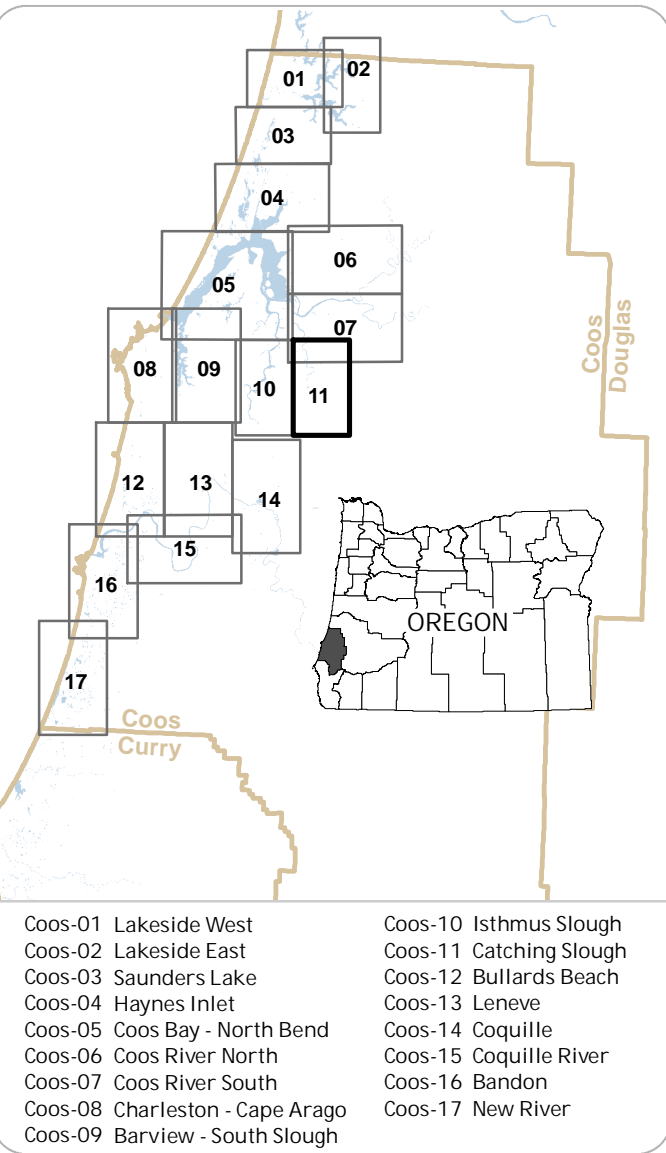 01
02
03
04
05
06
07
08
09
10
11
12
13
14
15
16
17
Coos
Douglas
OREGON
Coos
Curry
Coos-01 Lakeside West
Coos-02 Lakeside East
Coos-03 Saunders Lake
Coos-04 Haynes Inlet
Coos-05 Coos Bay - North Bend
Coos-06 Coos River North
Coos-07 Coos River South
Coos-08 Charleston - Cape Arago
Coos-09 Barview - South Slough
Coos-10 Isthmus Slough
Coos-11 Catching Slough
Coos-12 Bullards Beach
Coos-13 Leneve
Coos-14 Coquille
Coos-15 Coquille River
Coos-16 Bandon
Coos-17 New River